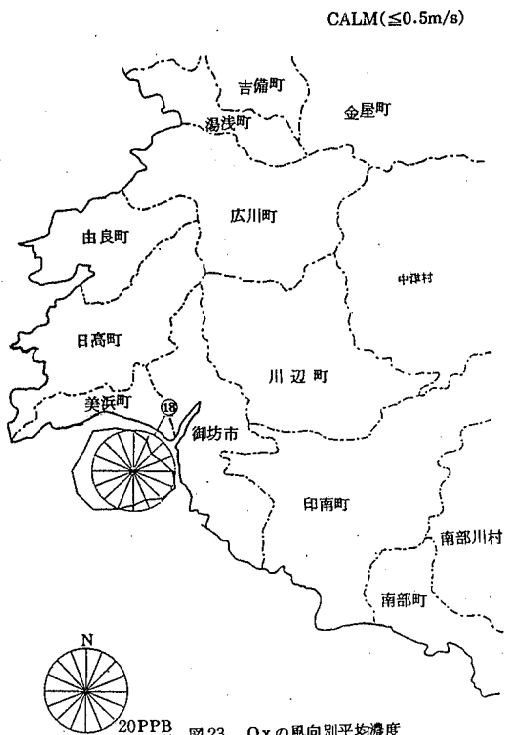 CALM(≦0.5m/s)
吉備町
金屋町
湯浅町
広川町
由良町
中津村
日高町
川辺町
美浜町
18
御坊市
印南町
南部川村
南部町
N
20PPB
図23 Oxの風向別平均濃度